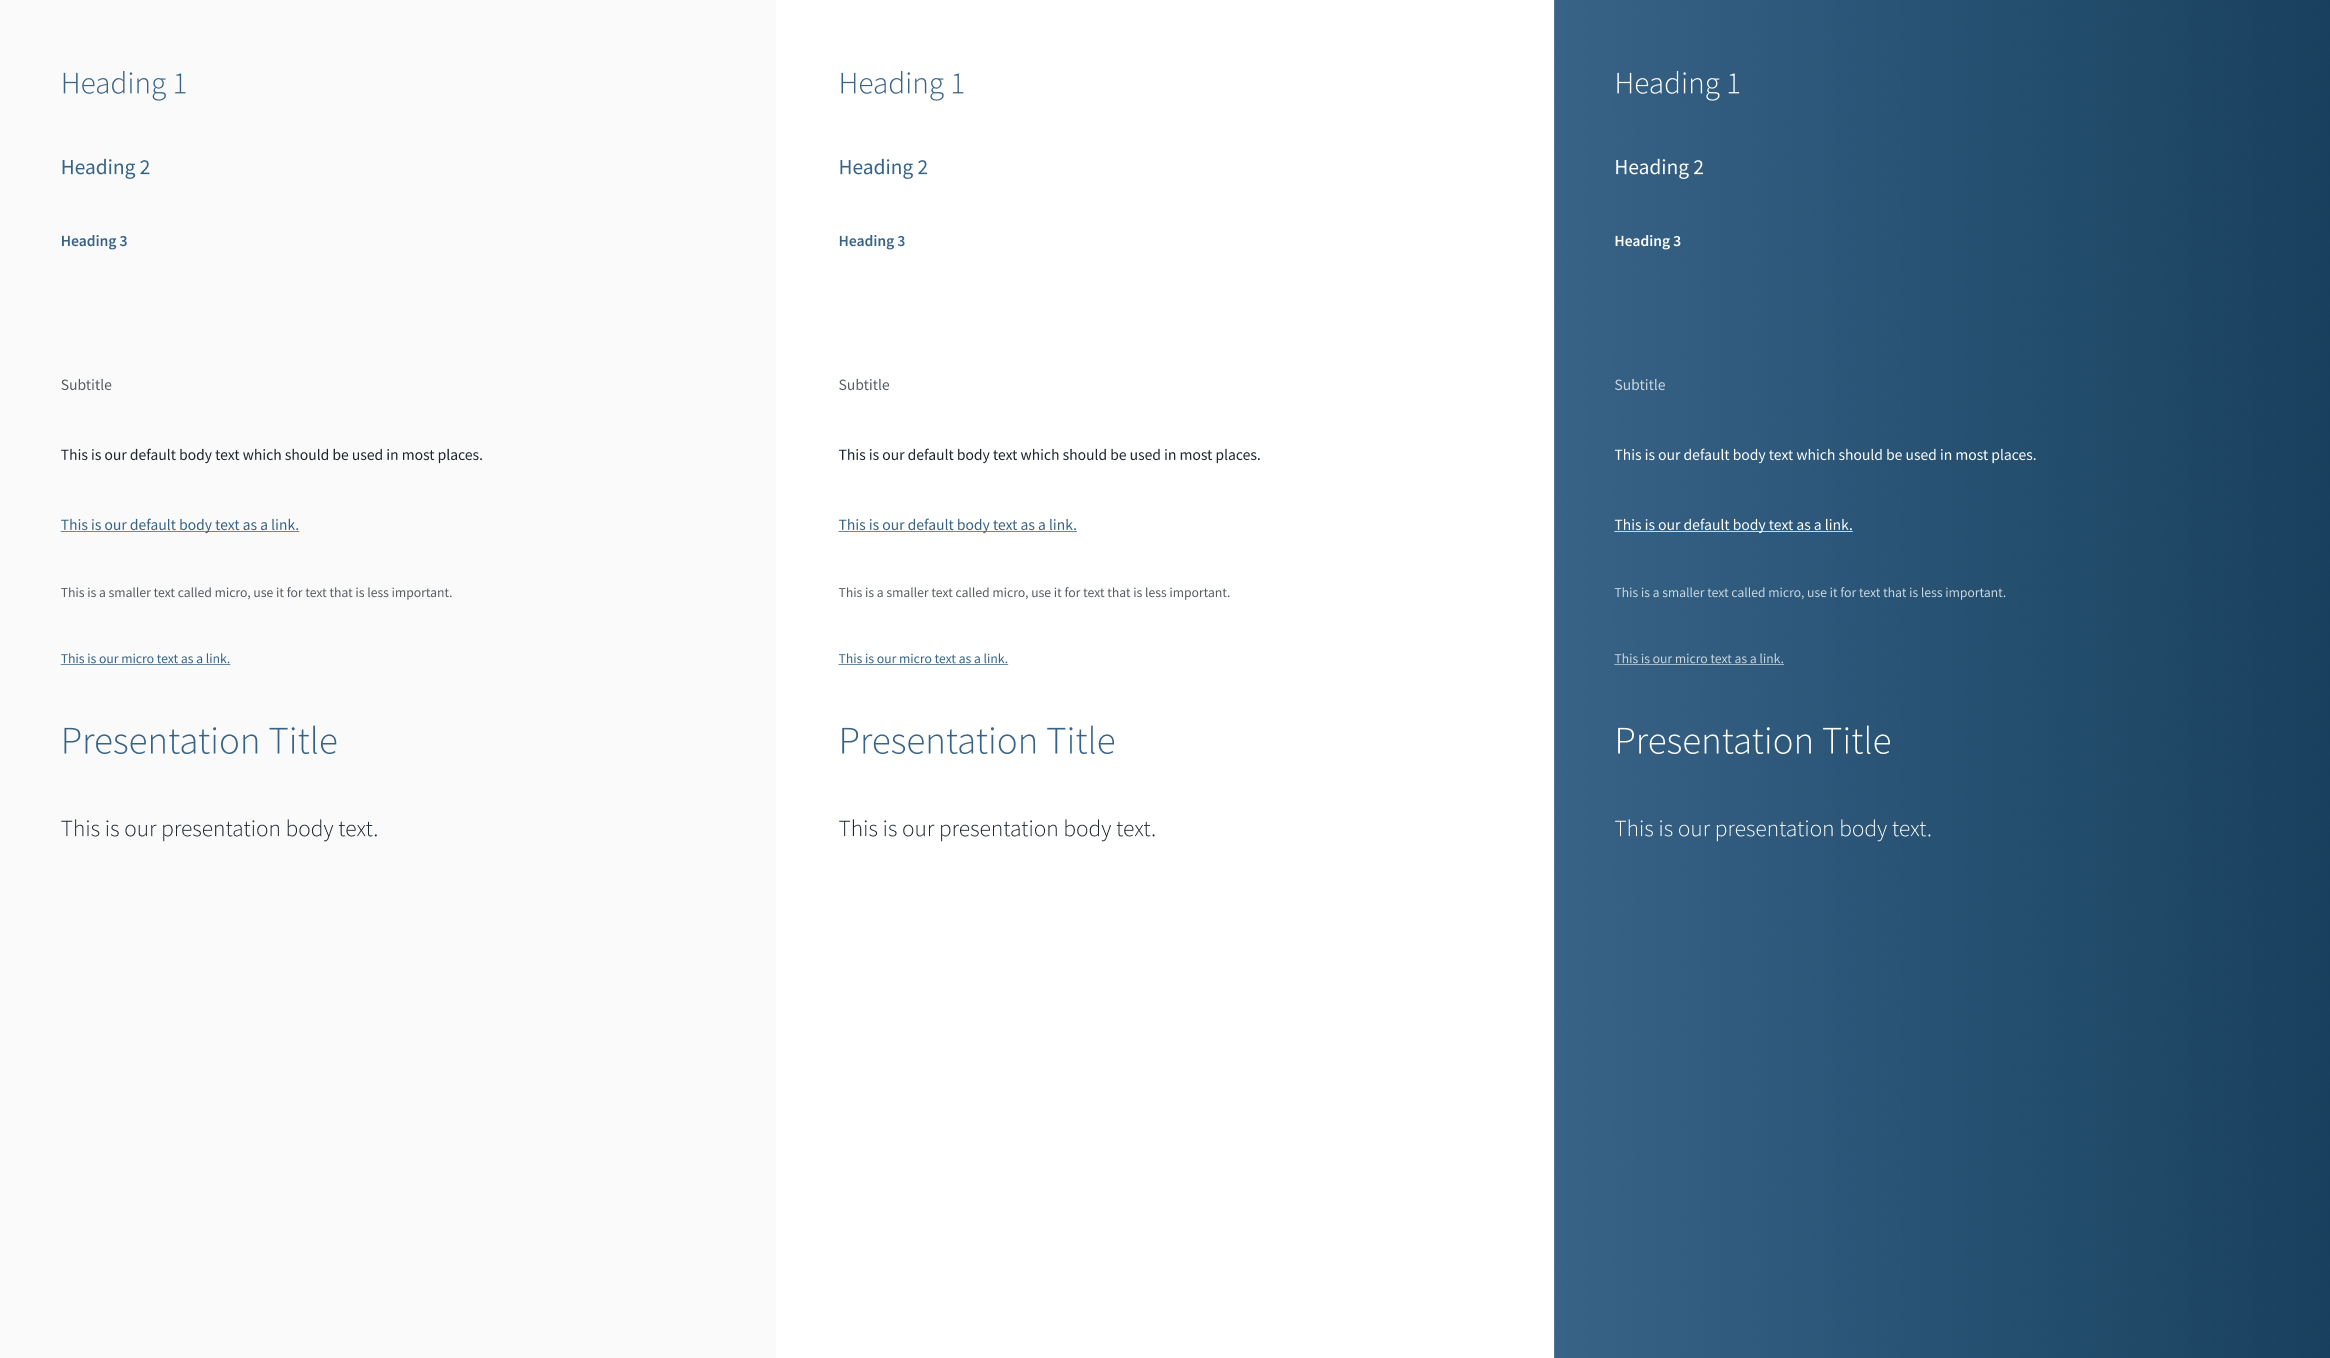 Heading 1
Heading 2
Heading 3
Subtitle
This is our default body text which should be used in most places.
This is our default body text as a link.
This is a smaller text called micro, use it for text that is less important.
This is our micro text as a link.
Presentation Title
This is our presentation body text.
Heading 1
Heading 2
Heading 3
Subtitle
This is our default body text which should be used in most places.
This is our default body text as a link.
This is a smaller text called micro, use it for text that is less important.
This is our micro text as a link.
Presentation Title
This is our presentation body text.
Heading 1
Heading 2
Heading 3
Subtitle
This is our default body text which should be used in most places.
This is our default body text as a link.
This is a smaller text called micro, use it for text that is less important.
This is our micro text as a link.
Presentation Title
This is our presentation body text.